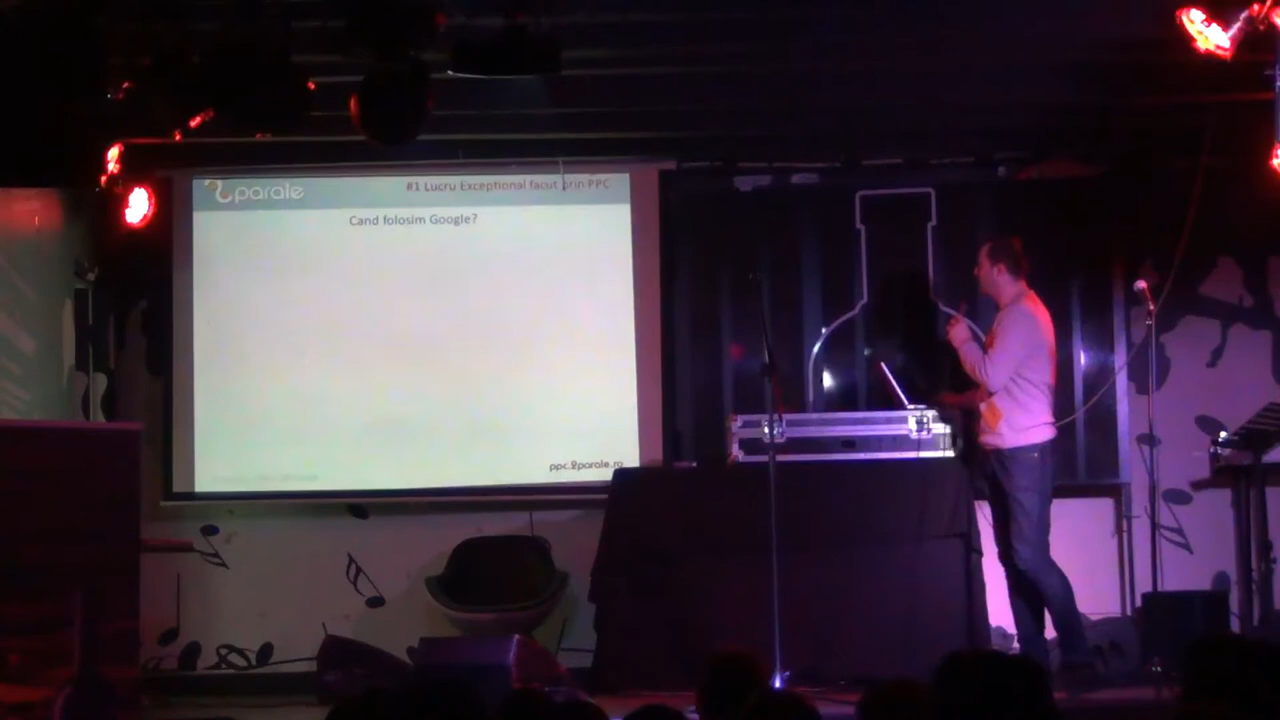 2parale
#1 Lucru Exceptional facut prin PPC
Cand folosim Google?
ppc.2parale.ro